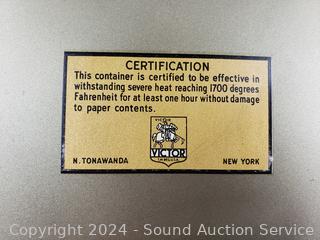 CERTIFICATION
This container is certified to be effective in
withstanding severe heat reaching 1700 degrees
Fahrenheit for at least one hour without damage
to paper contents.
VICTOR
VICTOR
N. TONAWANDA
NEW YORK
Copyright © 2024 - Sound Auction Service